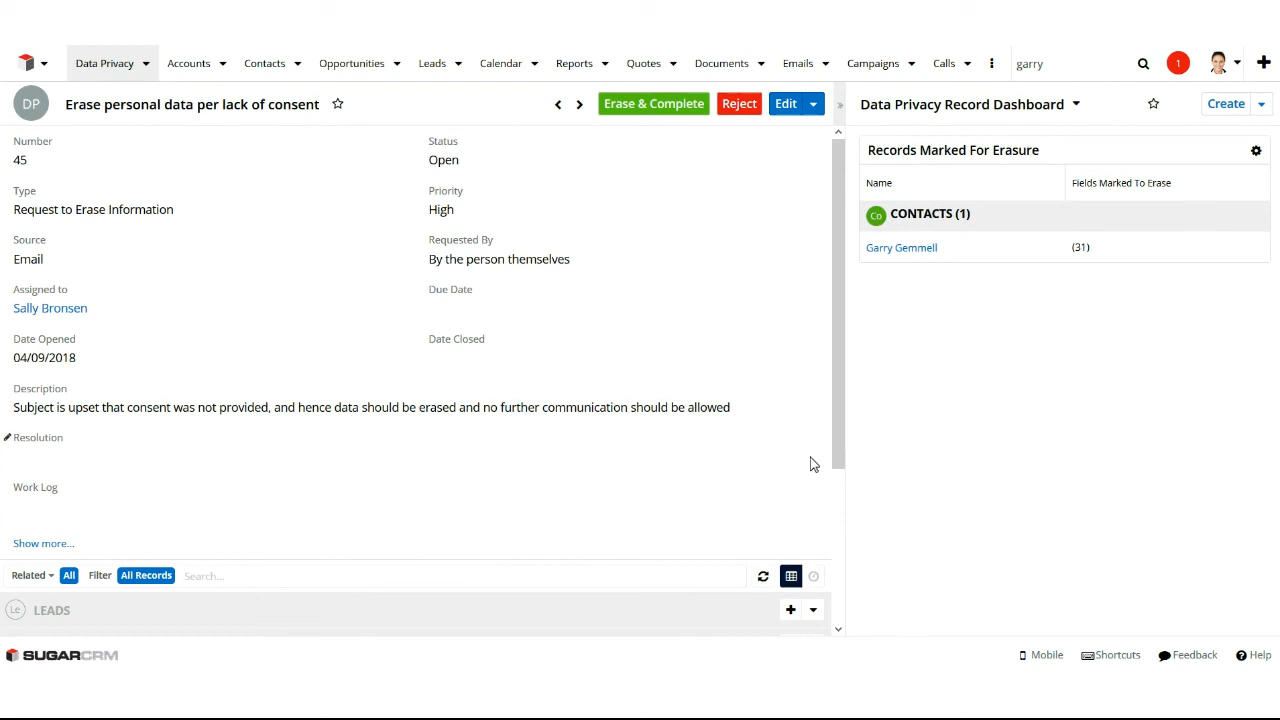 Data Privacy Accounts Contacts Opportunities Leads Calendar Reports Quotes Documents Emails Campaigns Calls garry 1
DP Erase personal data per lack of consent Erase & Complete Reject Edit
Number Status
45 Open
Type Priority
Request to Erase Information High
Source Requested By
Email By the person themselves
Assigned to Due Date
Sally Bronsen
Date Opened Date Closed
04/09/2018
Description
Subject is upset that consent was not provided, and hence data should be erased and no further communication should be allowed
Resolution
Work Log
Show more...
Related All Filter All Records Search...
Le LEADS
Data Privacy Record Dashboard Create
Records Marked For Erasure
Name Fields Marked To Erase
Co CONTACTS (1)
Garry Gemmell (31)
SUGARCRM Mobile Shortcuts Feedback Help